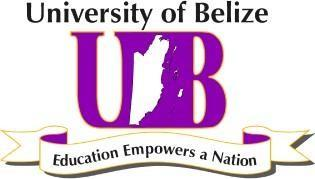 University of Belize
UB
Education Empowers a Nation